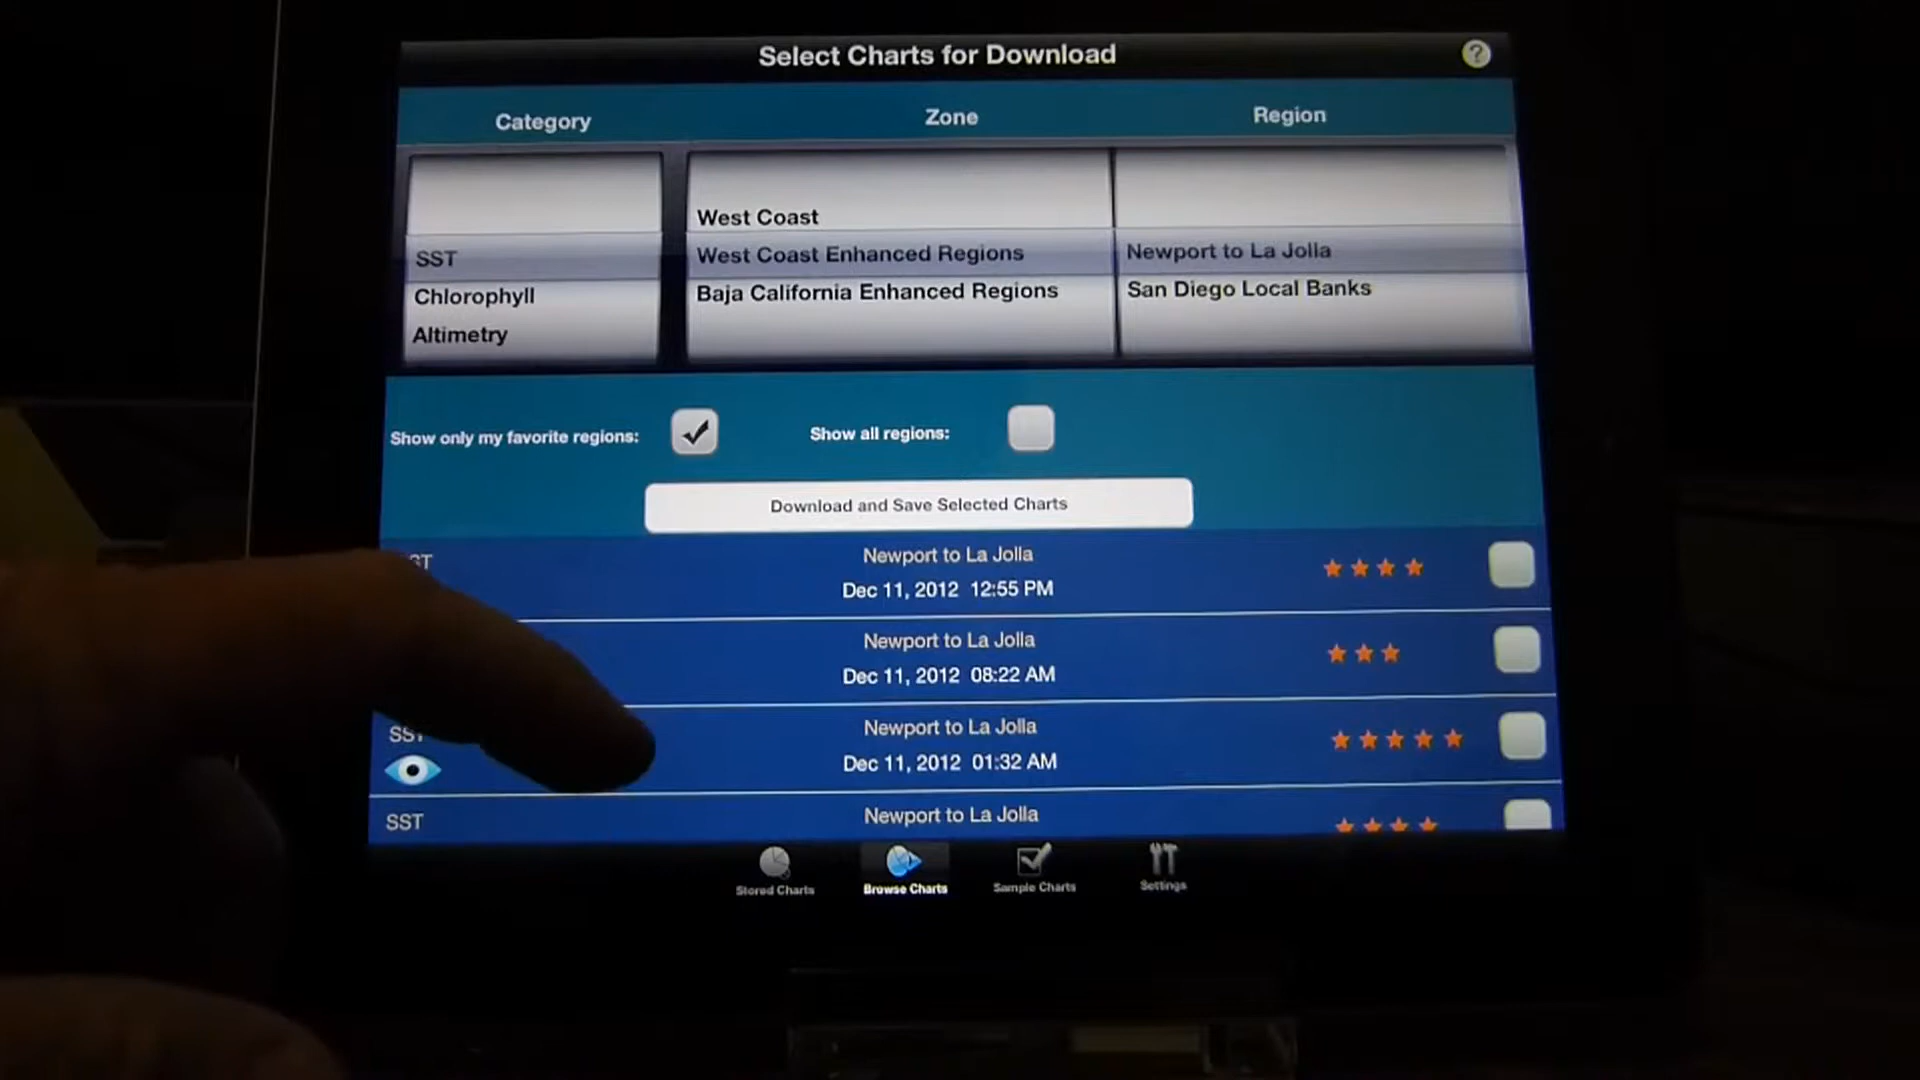 Select Charts for Download
?
Category Zone Region
West Coast
SST West Coast Enhanced Regions Newport to La Jolla
Chlorophyll Baja California Enhanced Regions San Diego Local Banks
Altimetry
Show only my favorite regions: Show all regions:
Download and Save Selected Charts
Newport to La Jolla
Dec 11, 2012 12:55 PM
Newport to La Jolla
Dec 11, 2012 08:22 AM
SST Newport to La Jolla
Dec 11, 2012 01:32 AM
SST Newport to La Jolla
Stored Charts Browse Charts Sample Charts Settings